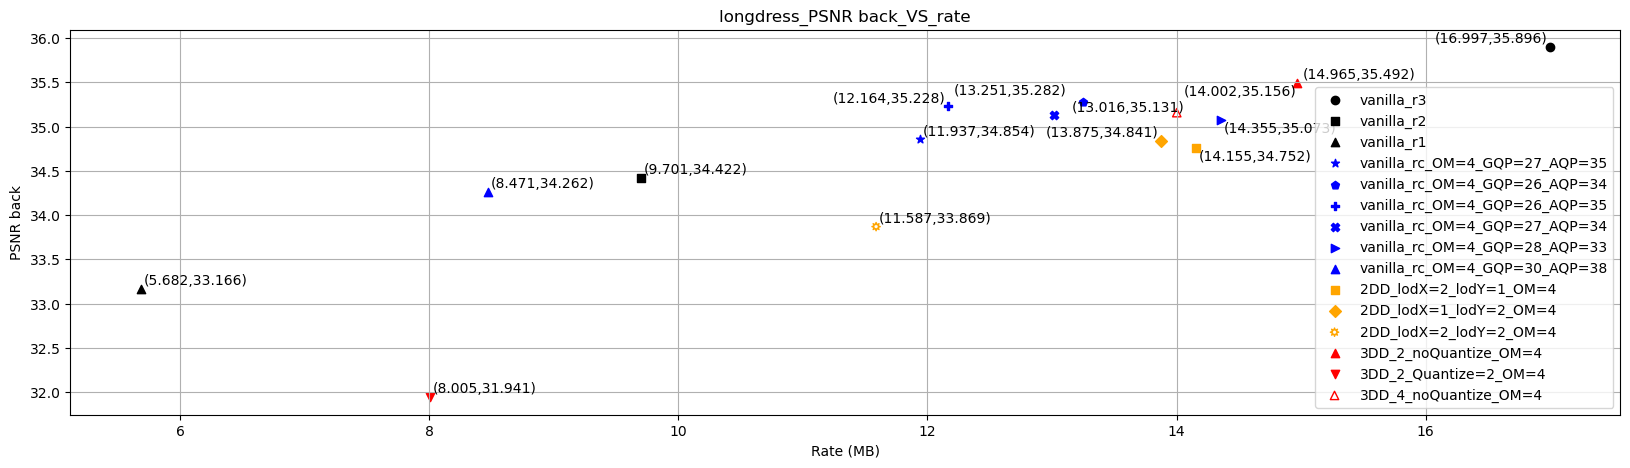 longdress_PSNR back_VS_rate
PSNR back
36.0
35.5
35.0
34.5
34.0
33.5
33.0
32.5
32.0
(16.997,35.896)
(14.965,35.492)
(14.002,35.156)
(13.251,35.282)
(12.164,35.228)
(13.016,35.131)
(14.355,35.073)
(13.875,34.841)
(11.937,34.854)
(14.155,34.752)
(9.701,34.422)
(8.471,34.262)
(11.587,33.869)
(5.682,33.166)
(8.005,31.941)
vanilla_r3
vanilla_r2
vanilla_r1
vanilla_rc_OM=4_GQP=27_AQP=35
vanilla_rc_OM=4_GQP=26_AQP=34
vanilla_rc_OM=4_GQP=26_AQP=35
vanilla_rc_OM=4_GQP=27_AQP=34
vanilla_rc_OM=4_GQP=28_AQP=33
vanilla_rc_OM=4_GQP=30_AQP=38
2DD_lodX=2_lodY=1_OM=4
2DD_lodX=1_lodY=2_OM=4
2DD_lodX=2_lodY=2_OM=4
3DD_2_noQuantize_OM=4
3DD_2_Quantize=2_OM=4
3DD_4_noQuantize_OM=4
6
8
10
12
14
16
Rate (MB)